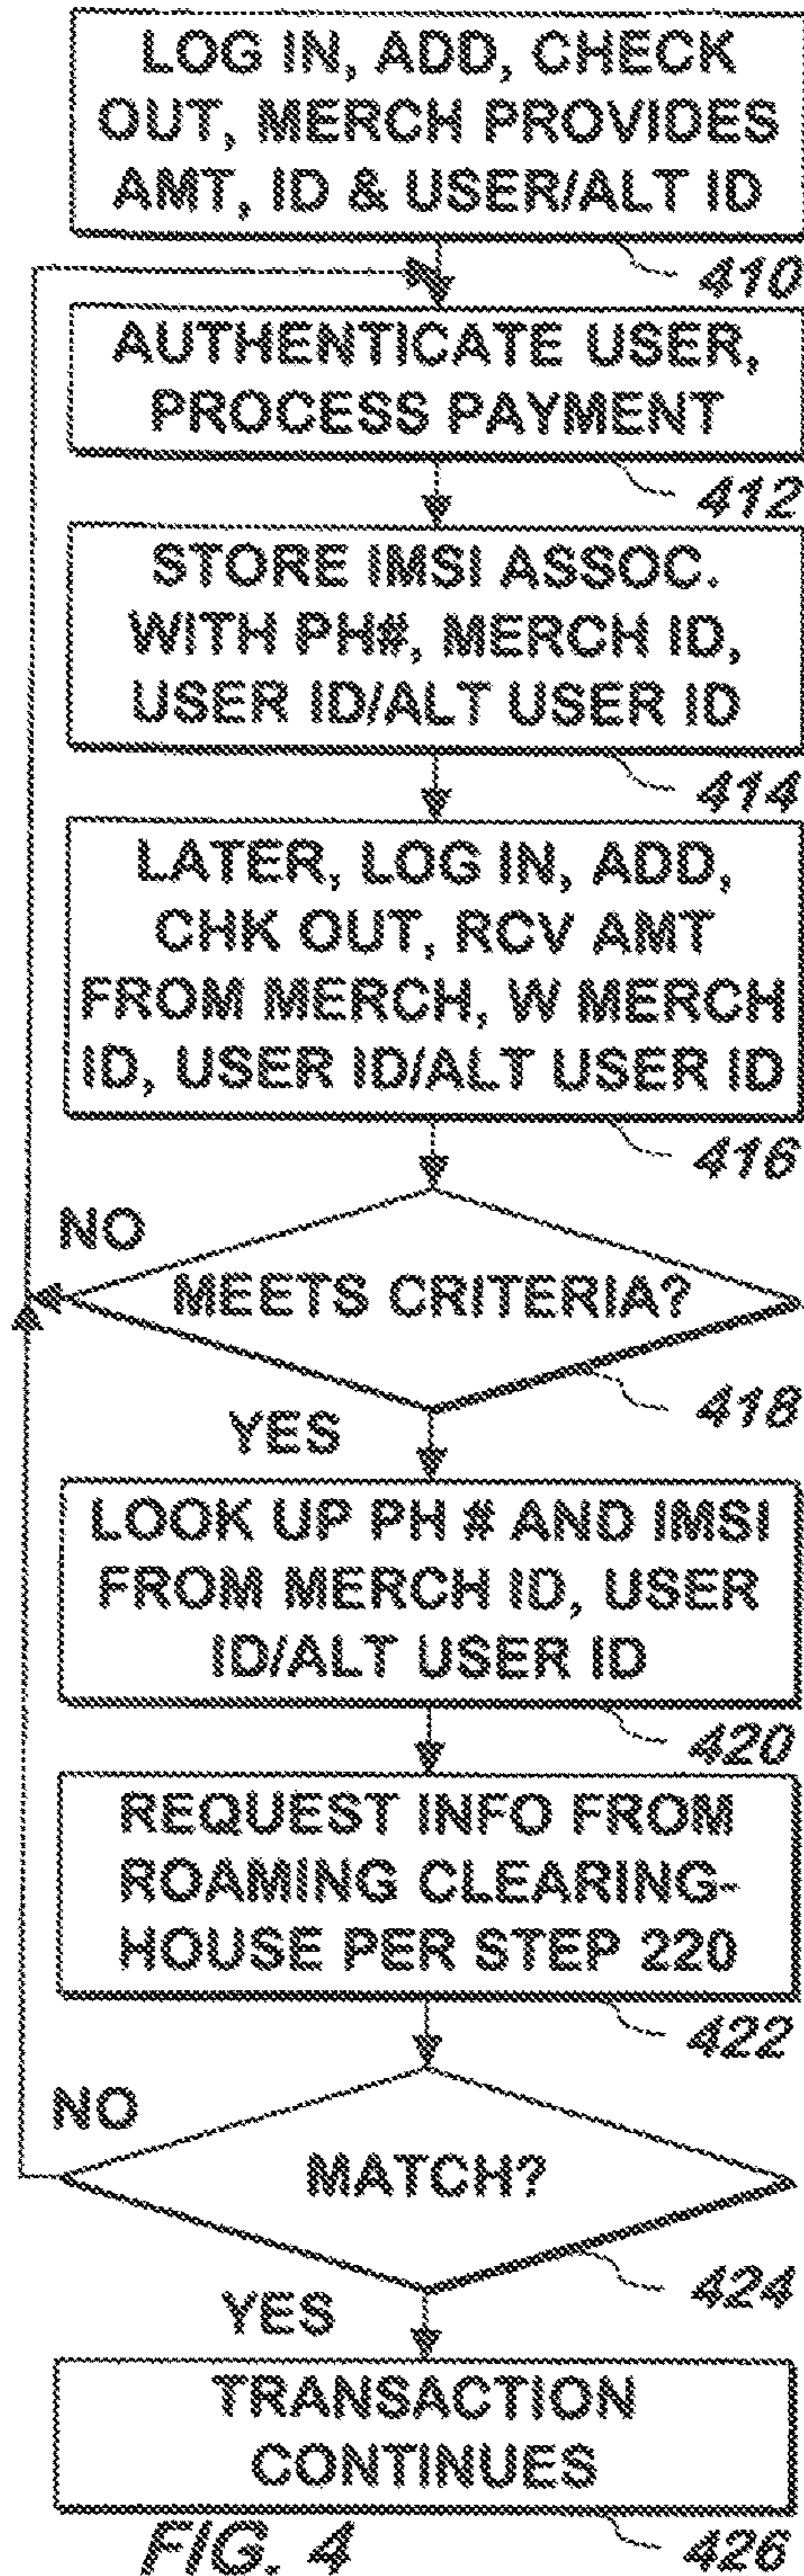 LOG IN, ADD, CHECK
OUT, MERCH PROVIDES
AMT, ID & USER/ALT ID
410
AUTHENTICATE USER,
PROCESS PAYMENT
412
STORE IMSI ASSOC.
WITH PH#, MERCH ID,
USER ID/ALT USER ID
414
LATER, LOG IN, ADD,
CHK OUT, RCV AMT
FROM MERCH, W MERCH
ID, USER ID/ALT USER ID
416
NO
MEETS CRITERIA?
418
YES
LOOK UP PH # AND IMSI
FROM MERCH ID, USER
ID/ALT USER ID
420
REQUEST INFO FROM
ROAMING CLEARING-
HOUSE PER STEP 220
422
NO
MATCH?
424
YES
TRANSACTION
CONTINUES
426
FIG. 4